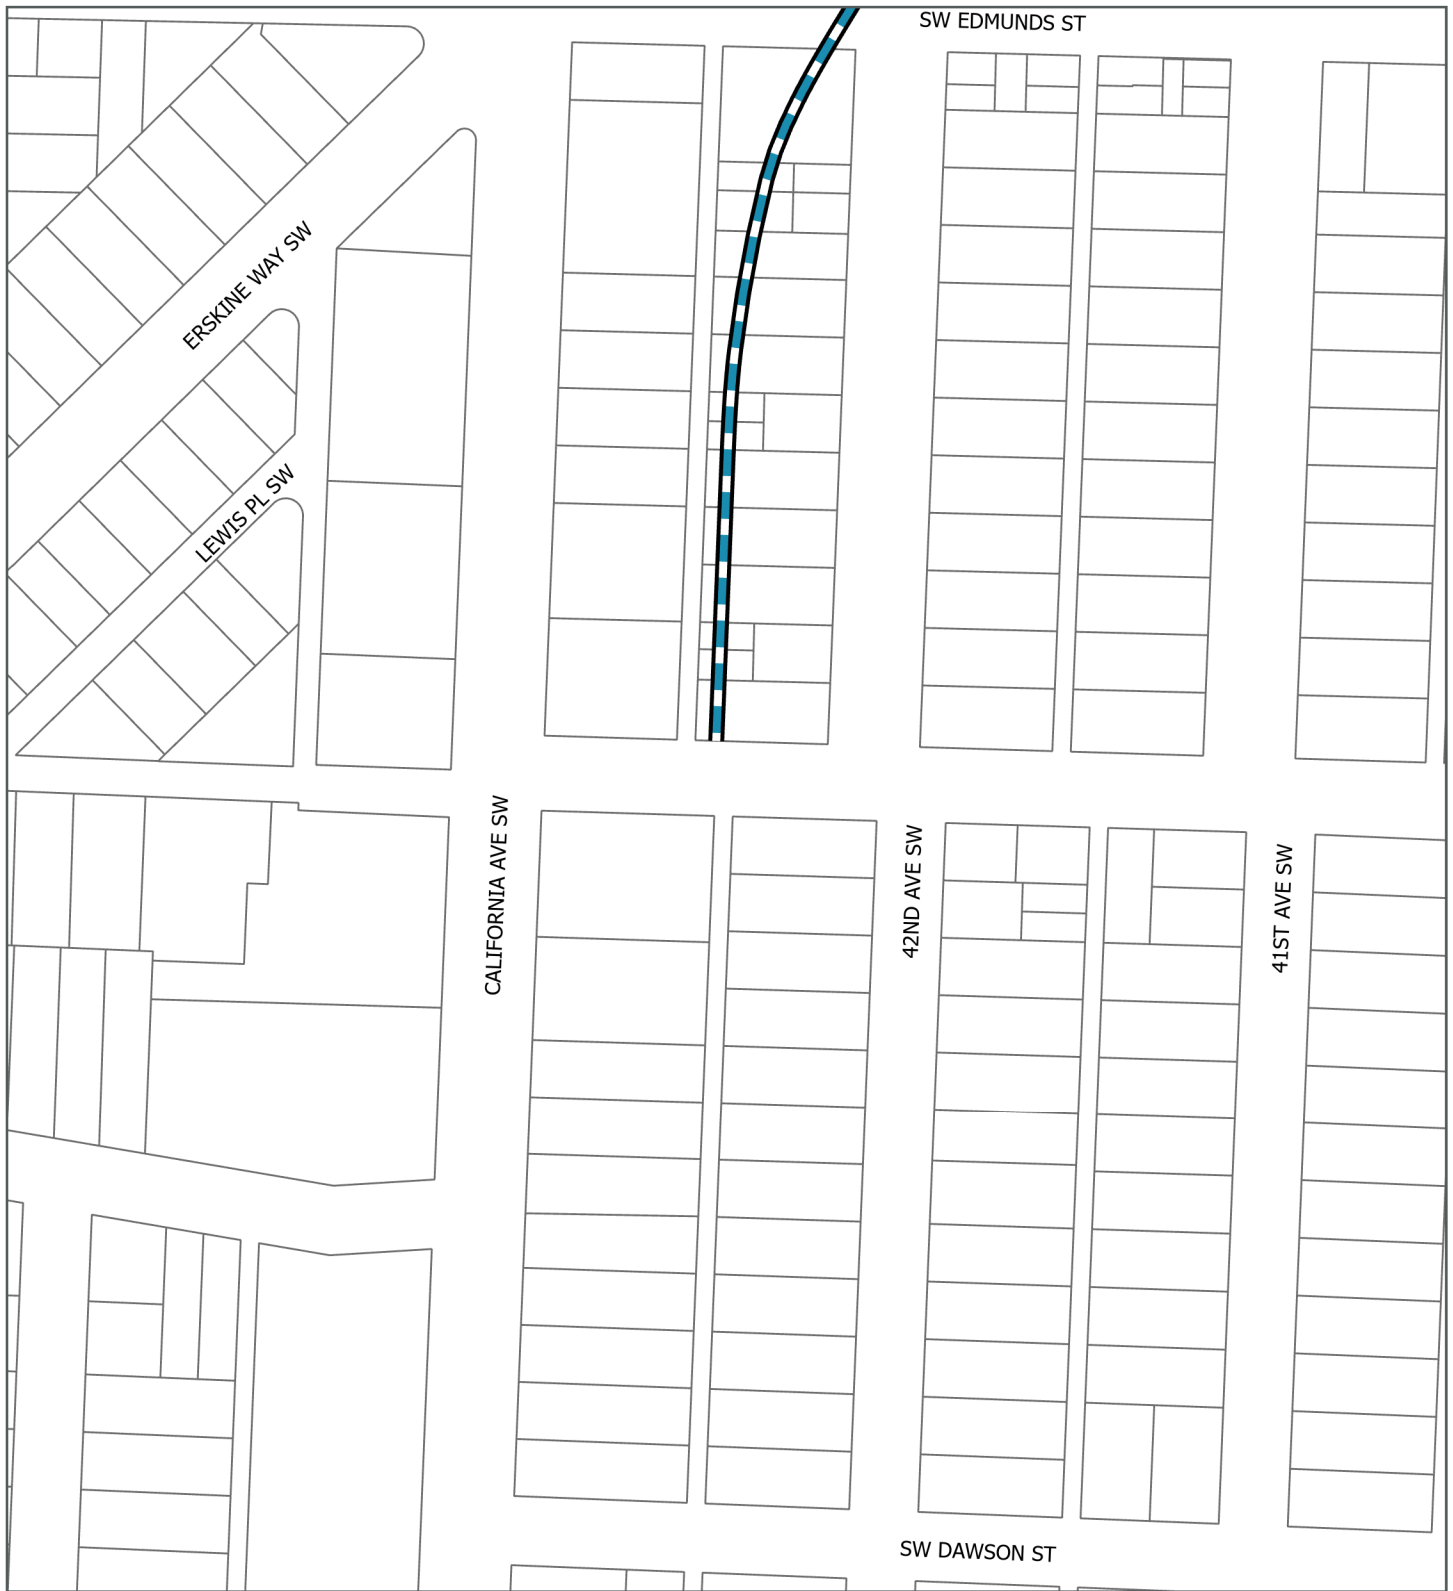 SW EDMUNDS ST
ERSKINE WAY SW
LEWIS PL SW
CALIFORNIA AVE SW
42ND AVE SW
41ST AVE SW
SW DAWSON ST